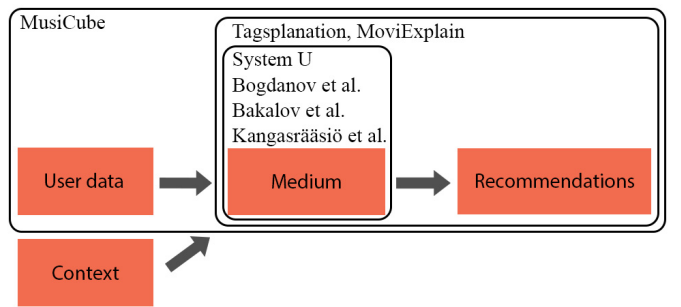 MusiCube
Tagsplanation, MoviExplain
System U
Bogdanov et al.
Bakalov et al.
Kangasrääsiö et al.
User data
Medium
Recommendations
Context